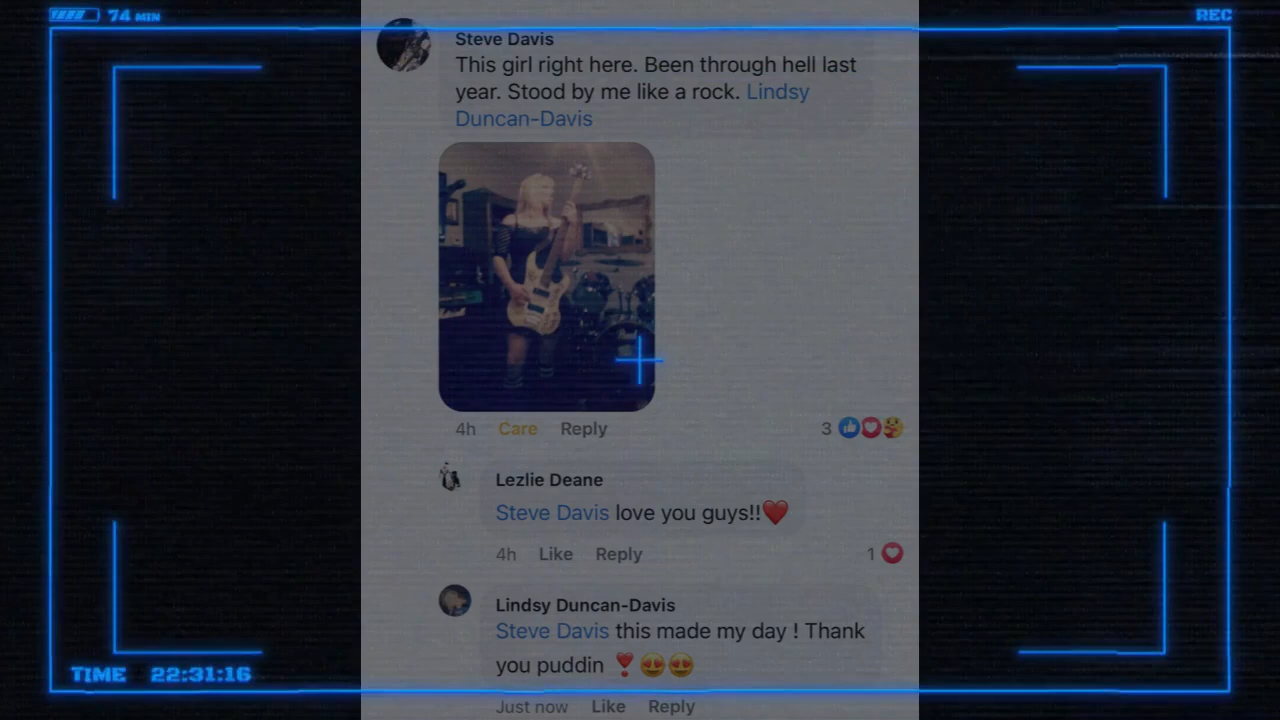 74 MIN
REC
Steve Davis
This girl right here. Been through hell last
year. Stood by me like a rock. Lindsy
Duncan-Davis
4h Care Reply 3
Lezlie Deane
Steve Davis love you guys!!❤️
4h Like Reply 1
Lindsy Duncan-Davis
Steve Davis this made my day ! Thank
you puddin ❣️😍😍
TIME 22:31:16
Just now Like Reply